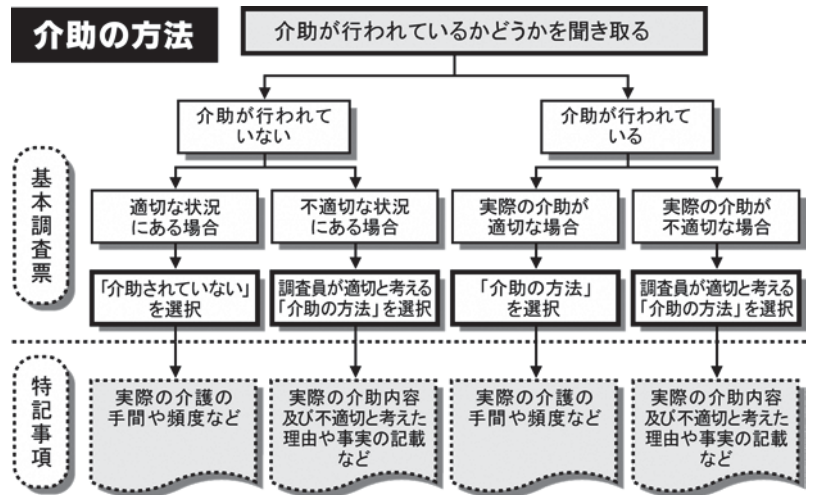 介助の方法
介助が行われているかどうかを聞き取る
介助が行われて
いない
介助が行われて
いる
基本調査票
適切な状況
にある場合
不適切な状況
にある場合
実際の介助が
適切な場合
実際の介助が
不適切な場合
「介助されていない」
を選択
調査員が適切と考える
「介助の方法」を選択
「介助の方法」
を選択
調査員が適切と考える
「介助の方法」を選択
特記事項
実際の介護の
手間や頻度など
実際の介助内容
及び不適切と考えた
理由や事実の記載
など
実際の介護の
手間や頻度など
実際の介助内容
及び不適切と考えた
理由や事実の記載
など